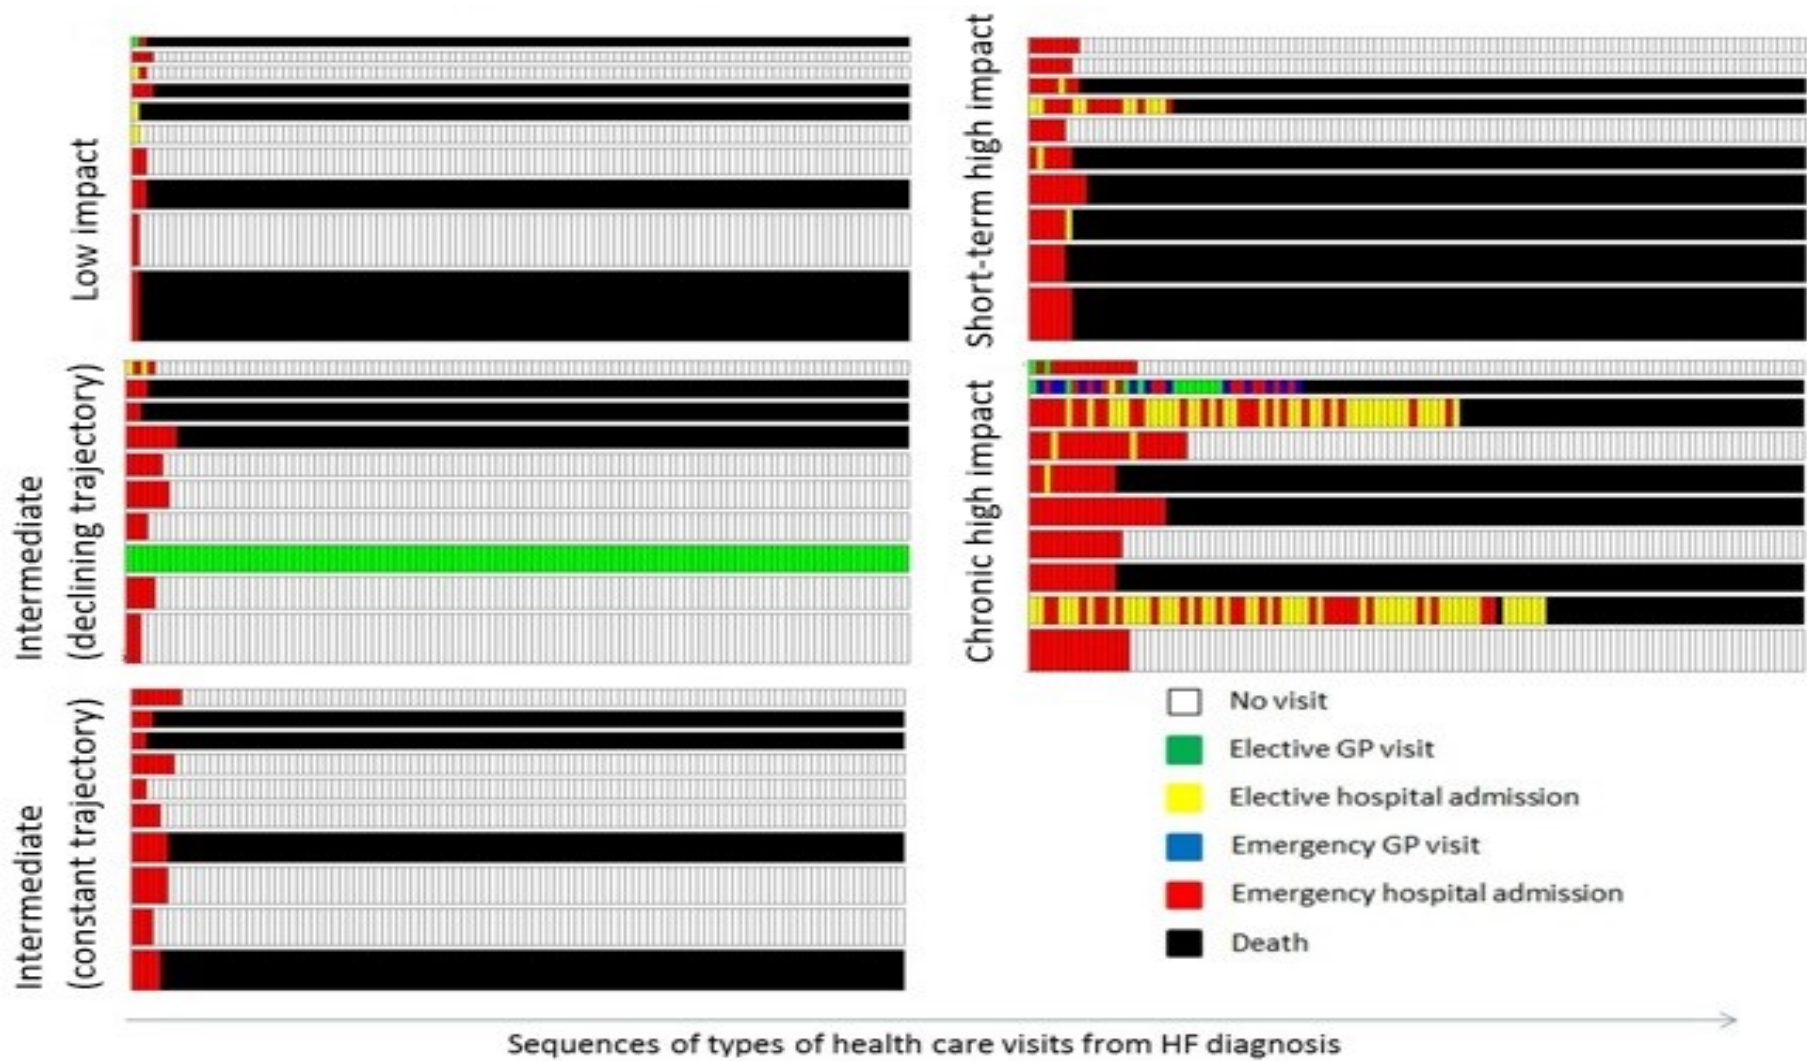 Low impact
Intermediate
(declining trajectory)
Intermediate
(constant trajectory)
Short-term high impact
Chronic high impact
No visit
Elective GP visit
Elective hospital admission
Emergency GP visit
Emergency hospital admission
Death
Sequences of types of health care visits from HF diagnosis